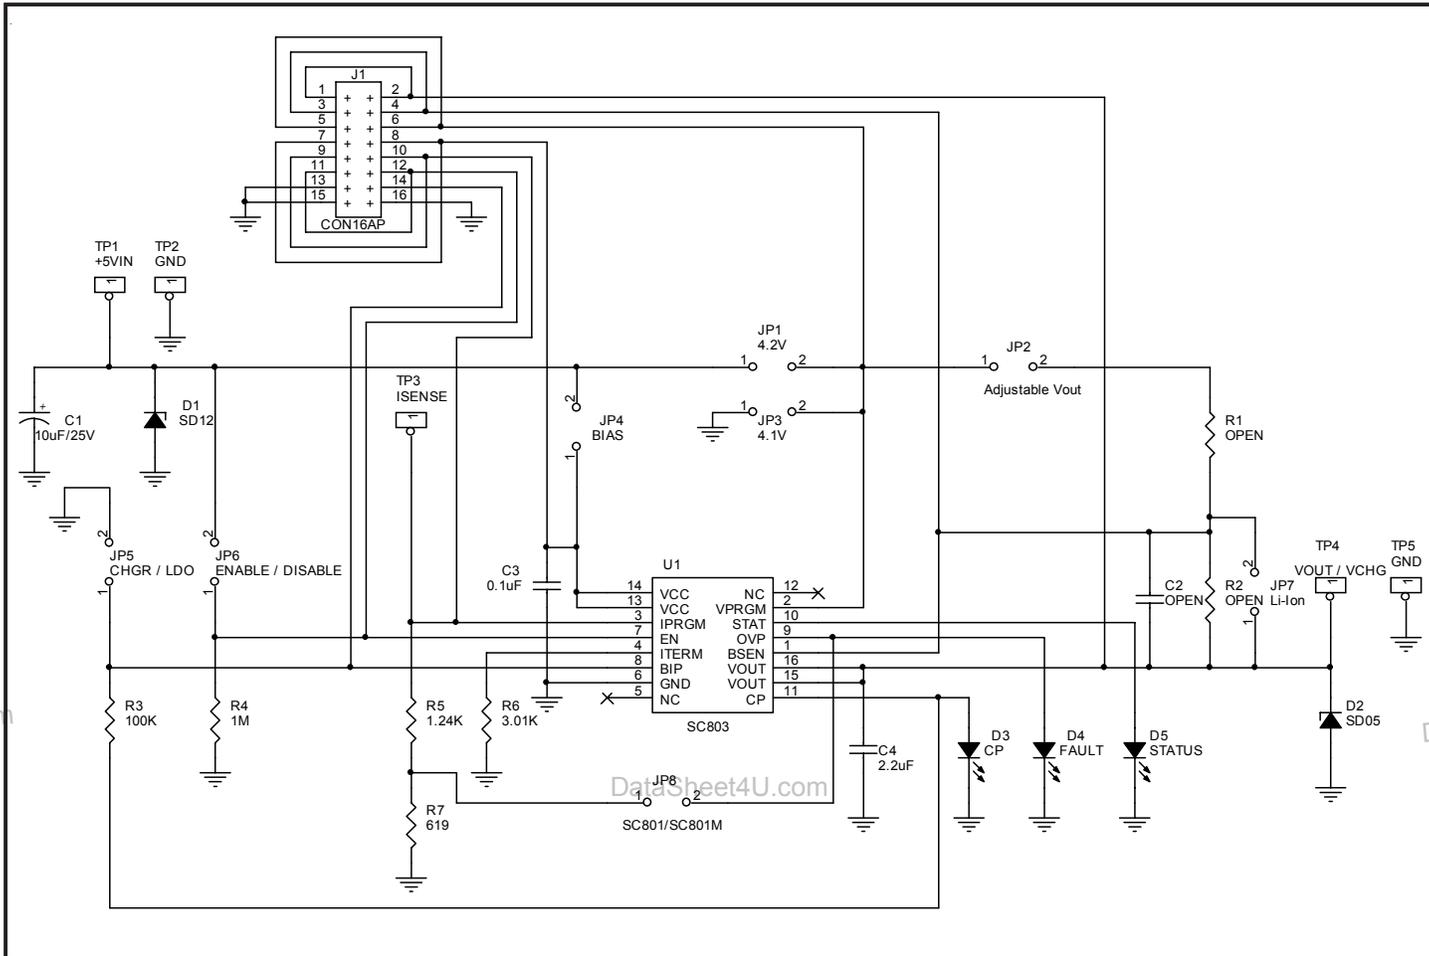 J1
1 2
3 4
5 6
7 8
9 10
11 12
13 14
15 16
CON16AP
TP1
+5VIN
1
TP2
GND
1
JP1
4.2V
1 2
JP2
1 2
Adjustable Vout
TP3
ISENSE
1
1 2
JP3
4.1V
2
JP4
BIAS
1
+
C1
10uF/25V
D1
SD12
R1
OPEN
2
JP5
CHGR / LDO
1
2
JP6
ENABLE / DISABLE
1
C3
0.1uF
U1
14 VCC NC 12
13 VCC VPRGM 2
3 IPRGM STAT 10
7 EN OVP 9
4 ITERM BSEN 1
8 BIP VOUT 16
6 GND VOUT 15
5 NC CP 11
SC803
C2
OPEN
R2
OPEN
2
JP7
Li-Ion
1
TP4
VOUT / VCHG
1
TP5
GND
1
R3
100K
R4
1M
R5
1.24K
R6
3.01K
C4
2.2uF
D3
CP
D4
FAULT
D5
STATUS
D2
SD05
R7
619
DataSheet4U.com
JP8
1 2
SC801/SC801M